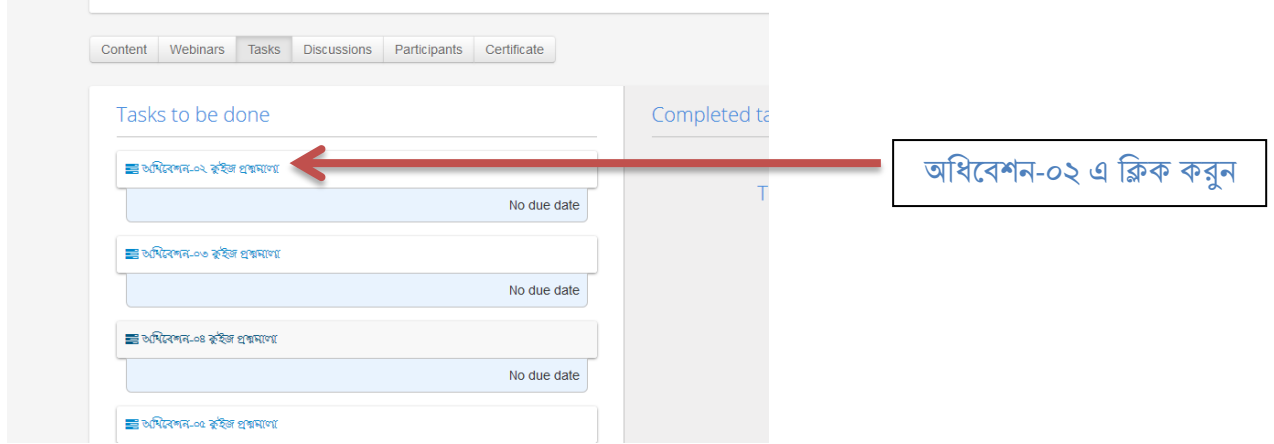 Content Webinars Tasks Discussions Participants Certificate
Tasks to be done
Completed ta
অধিবেশন-০২ কুইজ প্রশ্নমালা
No due date
অধিবেশন-০৩ কুইজ প্রশ্নমালা
No due date
অধিবেশন-০৪ কুইজ প্রশ্নমালা
No due date
অধিবেশন-০৫ কুইজ প্রশ্নমালা
T
অধিবেশন-০২ এ ক্লিক করুন